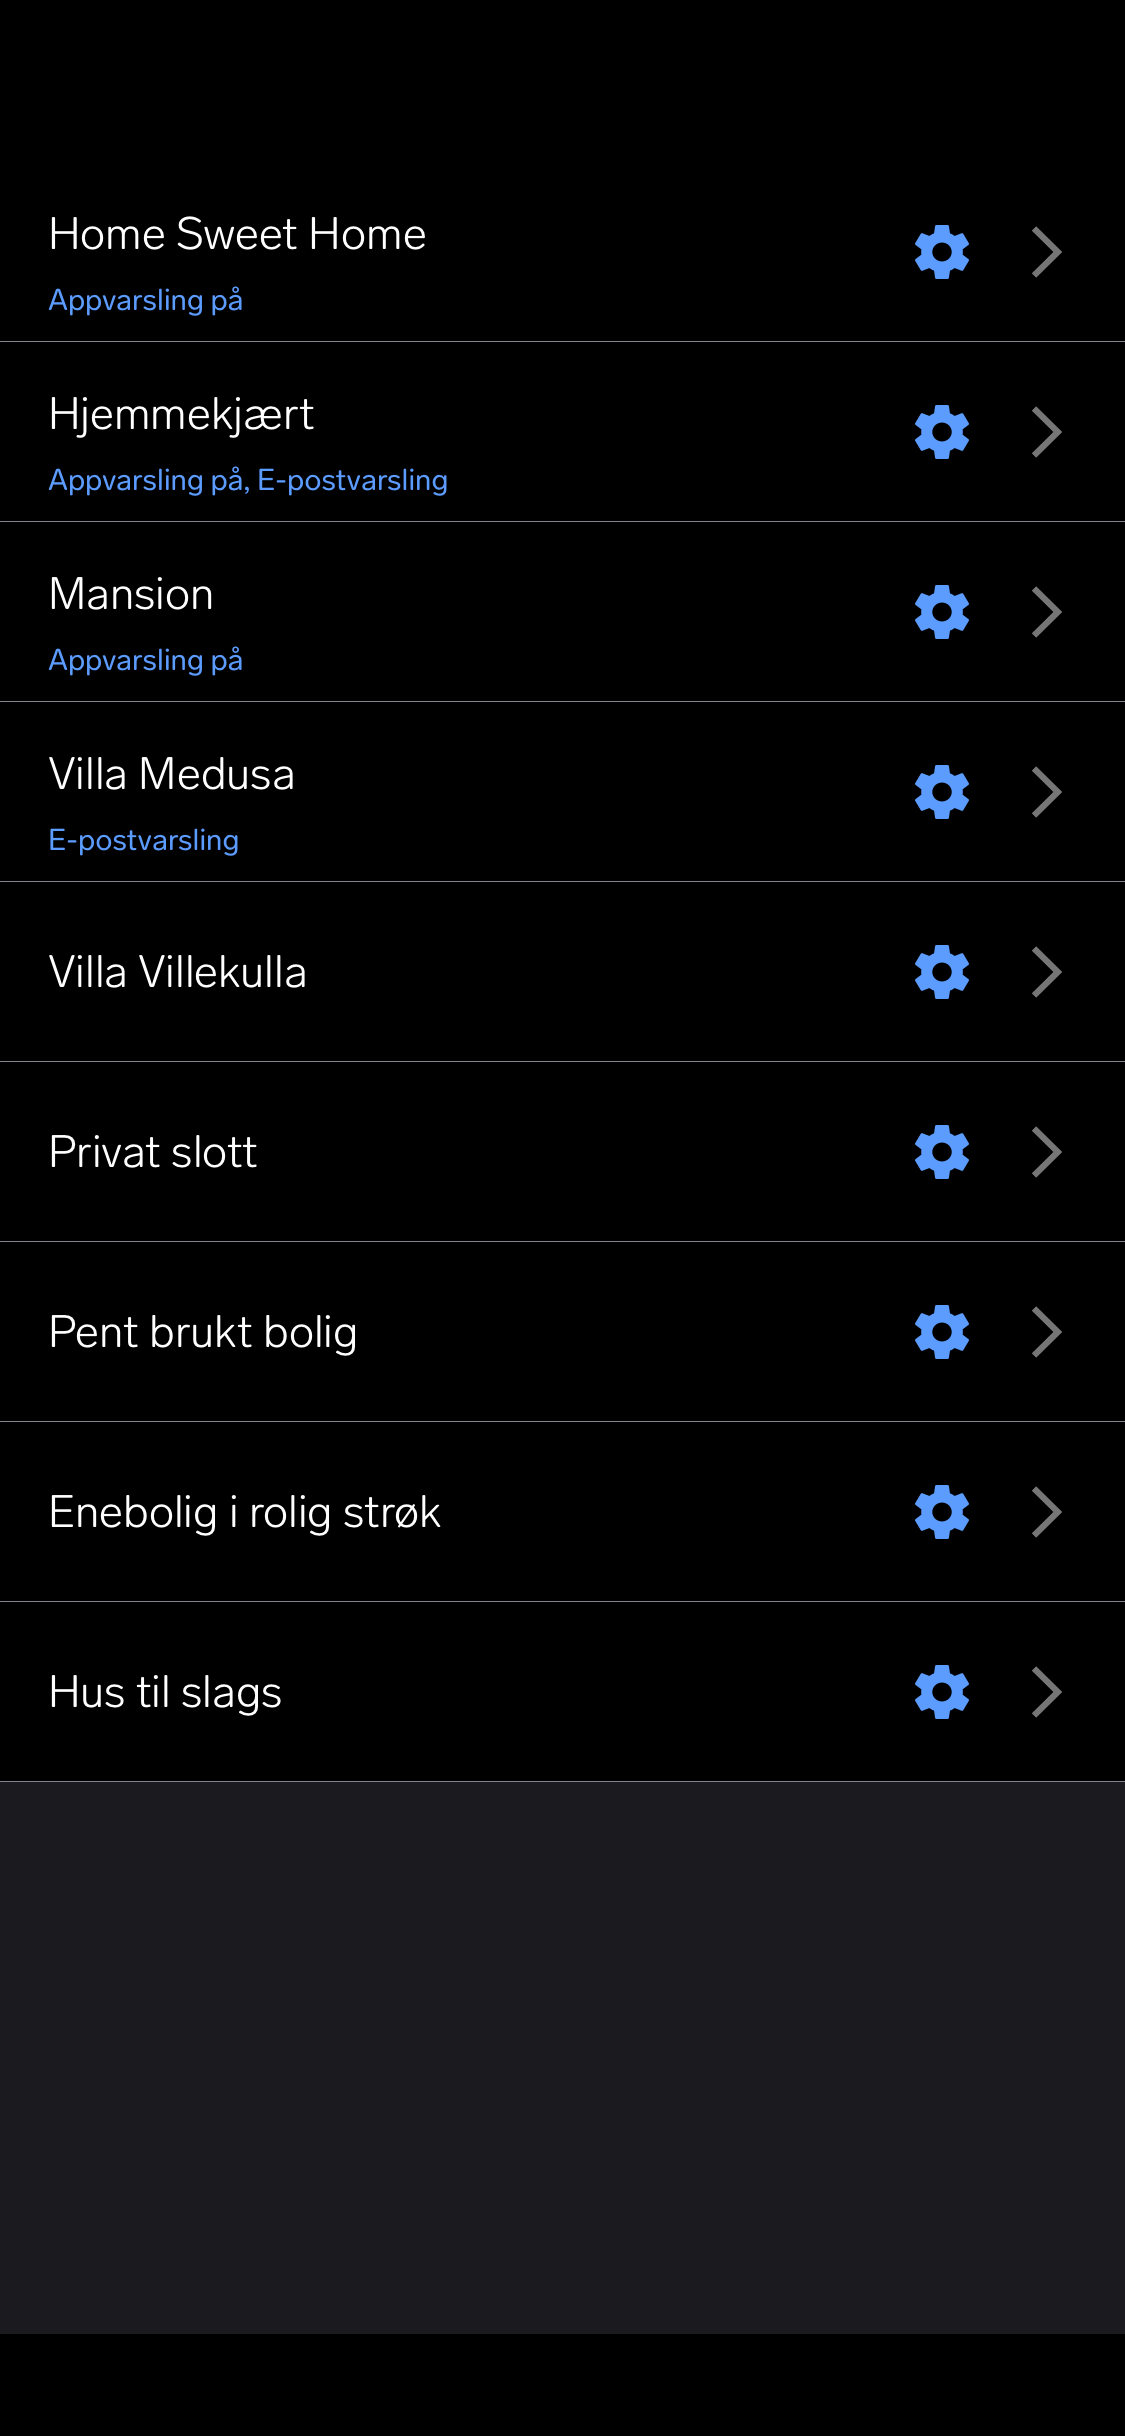 Home Sweet Home
Appvarsling på
Hjemmekjært
Appvarsling på, E-postvarsling
Mansion
Appvarsling på
Villa Medusa
E-postvarsling
Villa Villekulla
Privat slott
Pent brukt bolig
Enebolig i rolig strøk
Hus til slags